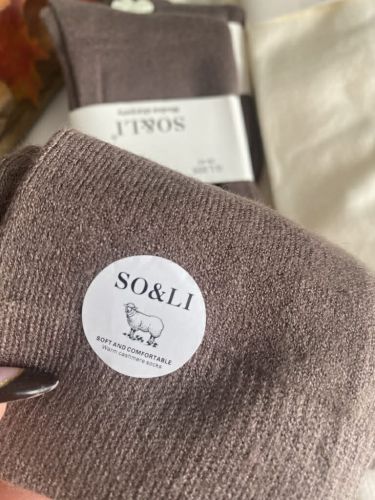 SO&LI
SO&LI
SOFT AND COMFORTABLE
Warm cashmere socks